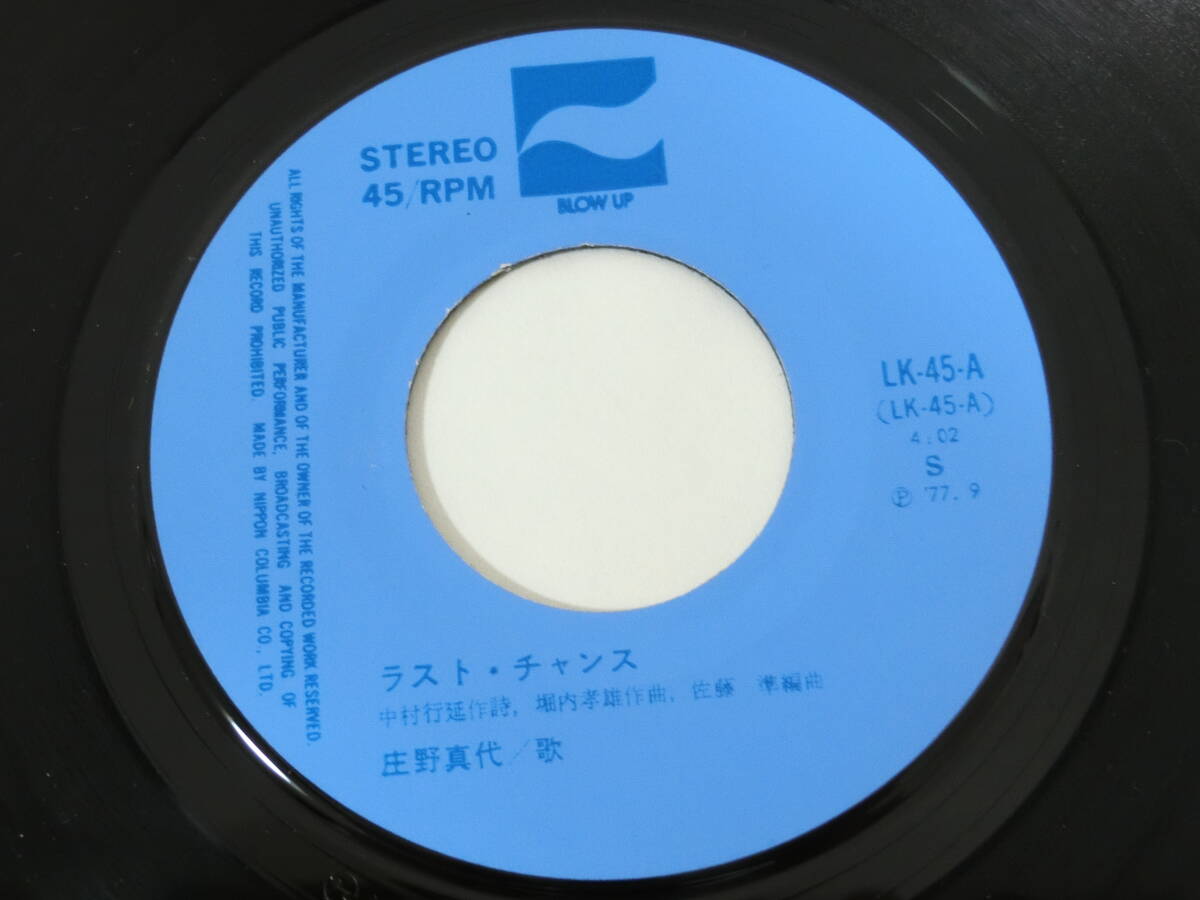 STEREO
45/RPM
BLOW UP
ALL RIGHTS OF THE MANUFACTURER AND OF THE OWNER OF THE RECORDED WORK RESERVED.
UNAUTHORIZED PUBLIC PERFORMANCE, BROADCASTING AND COPYING OF
THIS RECORD PROHIBITED. MADE BY NIPPON COLUMBIA CO., LTD.
LK-45-A
(LK-45-A)
4:02
S
Ⓟ '77. 9
ラスト・チャンス
中村行延作詩, 堀内孝雄作曲, 佐藤 準編曲
庄野真代/歌